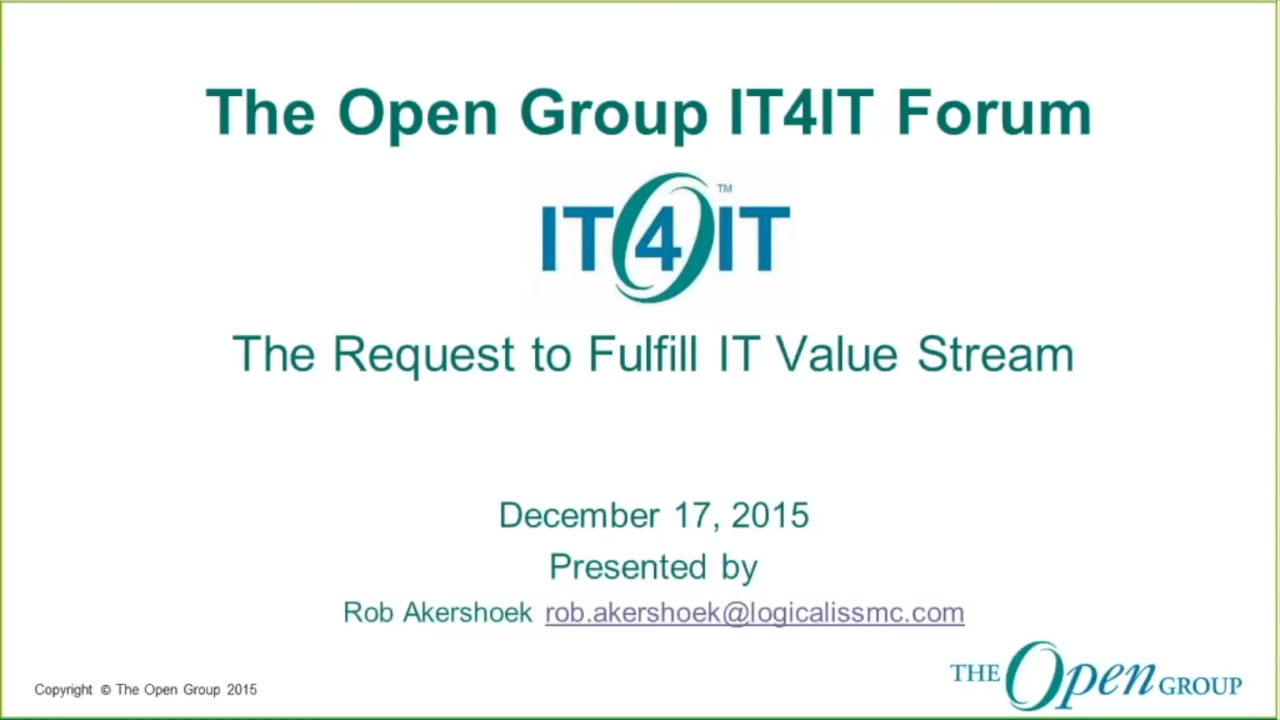 The Open Group IT4IT Forum
IT4IT™
The Request to Fulfill IT Value Stream
December 17, 2015
Presented by
Rob Akershoek rob.akershoek@logicalissmc.com
Copyright © The Open Group 2015
THE Open GROUP